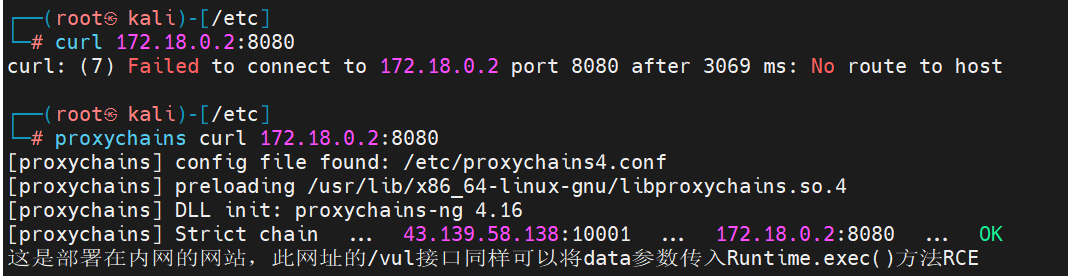 ┌──(root㉿ kali)-[/etc]
└─# curl 172.18.0.2:8080
curl: (7) Failed to connect to 172.18.0.2 port 8080 after 3069 ms: No route to host
┌──(root㉿ kali)-[/etc]
└─# proxychains curl 172.18.0.2:8080
[proxychains] config file found: /etc/proxychains4.conf
[proxychains] preloading /usr/lib/x86_64-linux-gnu/libproxychains.so.4
[proxychains] DLL init: proxychains-ng 4.16
[proxychains] Strict chain ... 43.139.58.138:10001 ... 172.18.0.2:8080 ... OK
这是部署在内网的网站，此网址的/vul接口同样可以将data参数传入Runtime.exec()方法RCE